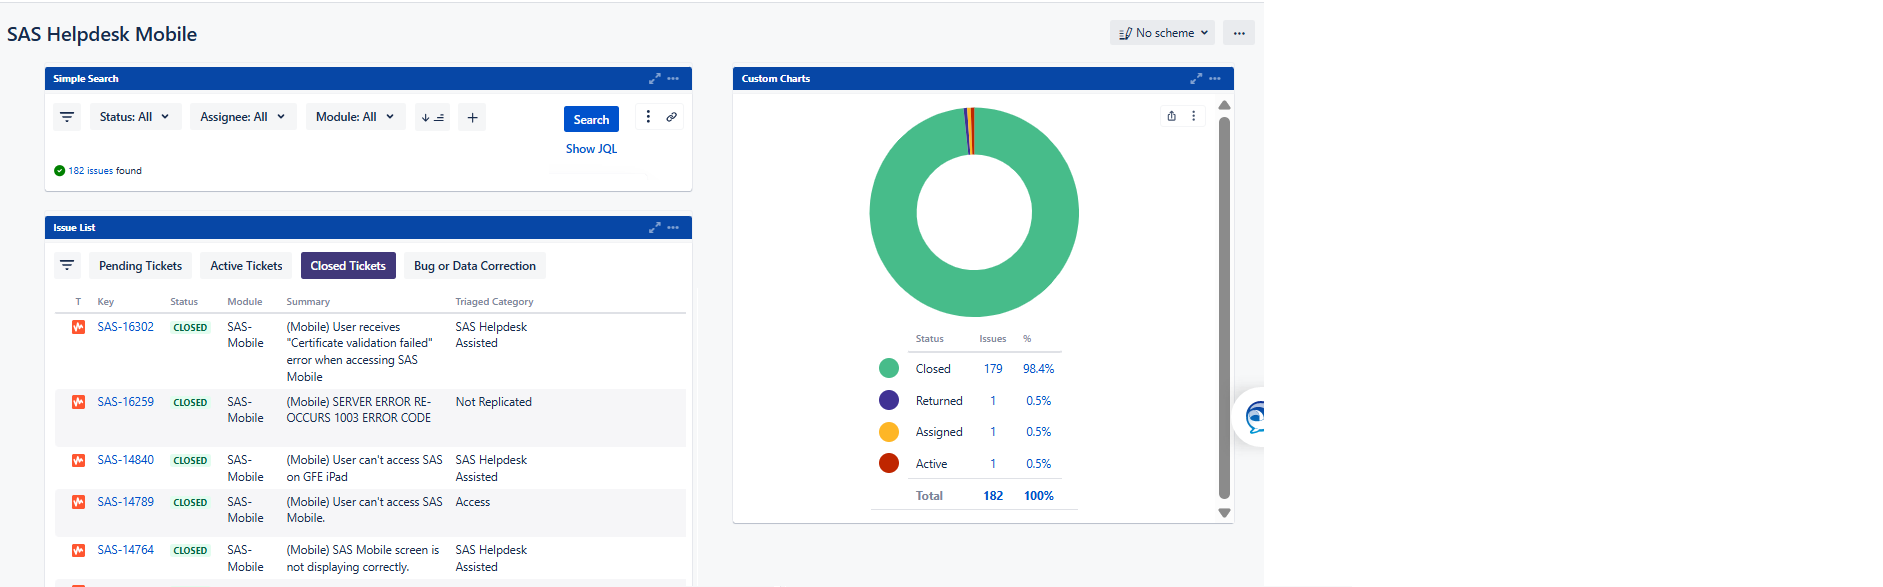 SAS Helpdesk Mobile
No scheme
Simple Search
Status: All
Assignee: All
Module: All
Search
Show JQL
182 issues found
Issue List
Pending Tickets
Active Tickets
Closed Tickets
Bug or Data Correction
T Key Status Module Summary Triaged Category
SAS-16302 CLOSED SAS- (Mobile) User receives SAS Helpdesk
Mobile "Certificate validation failed" Assisted
error when accessing SAS
Mobile
SAS-16259 CLOSED SAS- (Mobile) SERVER ERROR RE- Not Replicated
Mobile OCCURS 1003 ERROR CODE
SAS-14840 CLOSED SAS- (Mobile) User can't access SAS SAS Helpdesk
Mobile on GFE iPad Assisted
SAS-14789 CLOSED SAS- (Mobile) User can't access SAS Access
Mobile Mobile.
SAS-14764 CLOSED SAS- (Mobile) SAS Mobile screen is SAS Helpdesk
Mobile not displaying correctly. Assisted
Custom Charts
Status Issues %
Closed 179 98.4%
Returned 1 0.5%
Assigned 1 0.5%
Active 1 0.5%
Total 182 100%